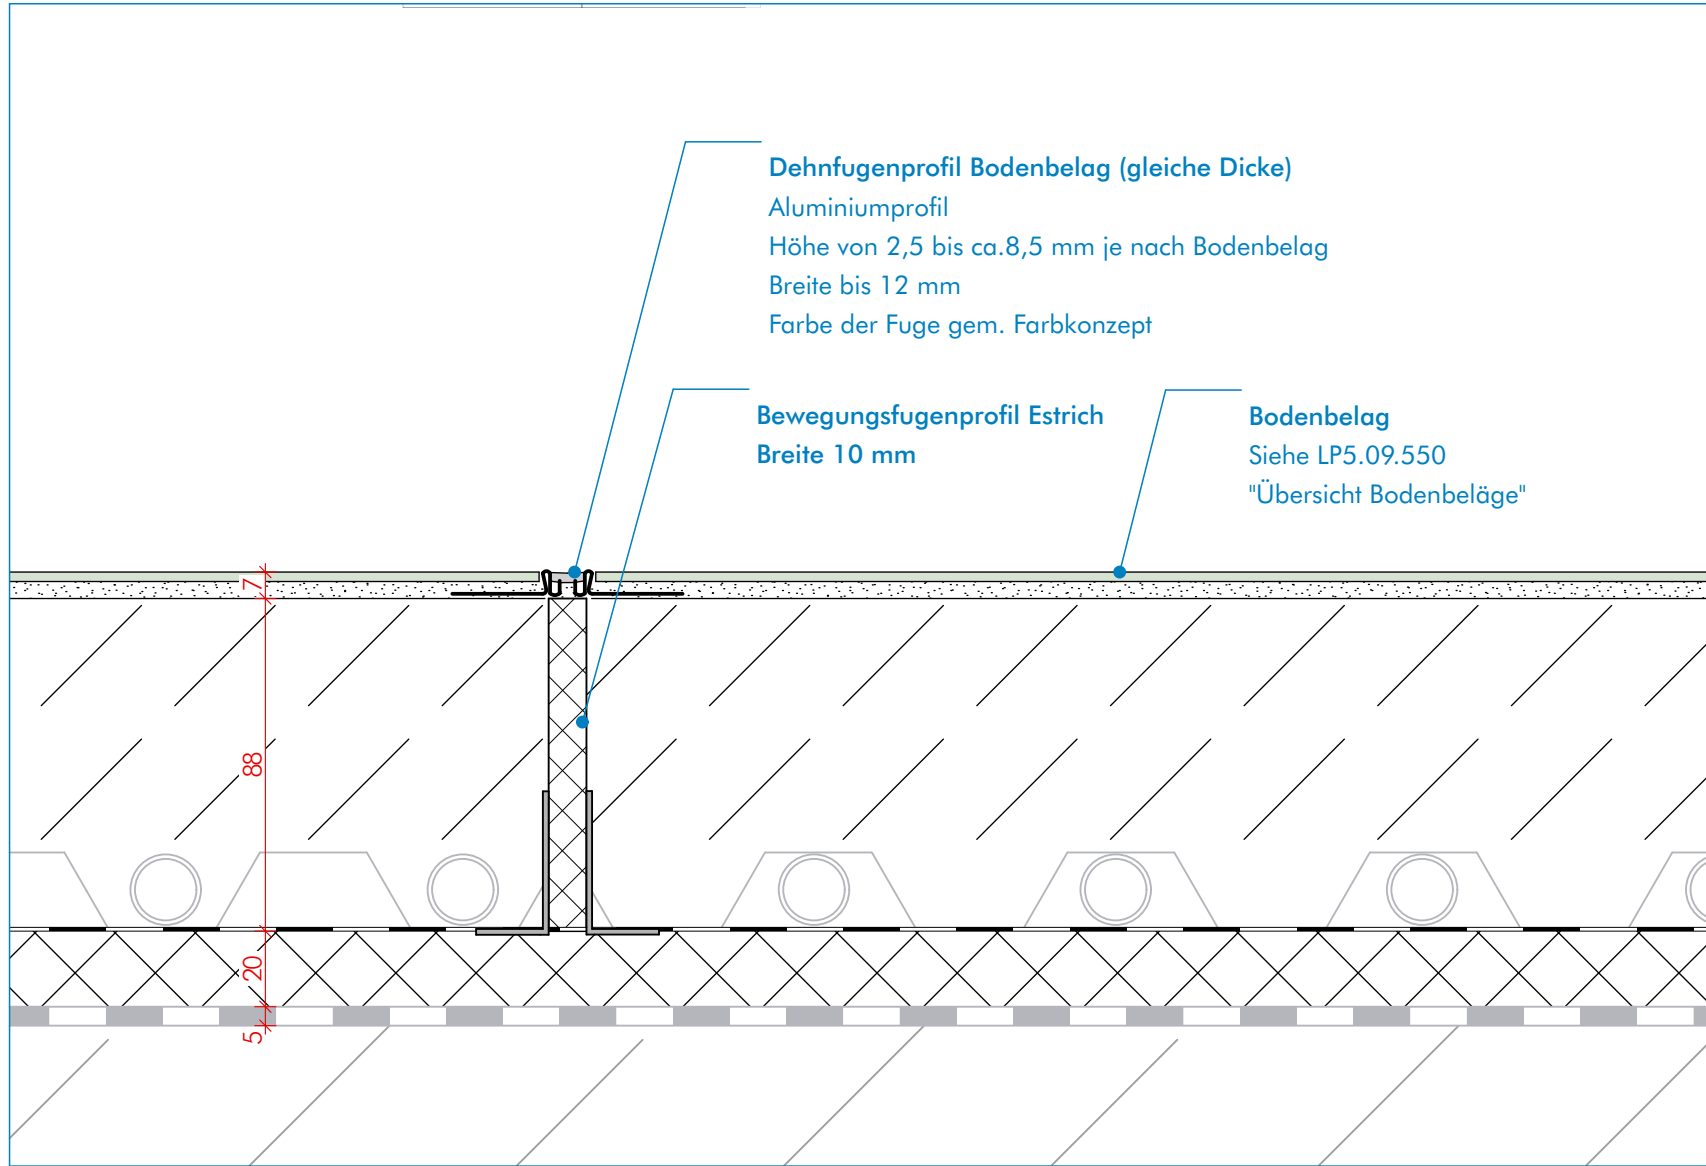 Dehnfugenprofil Bodenbelag (gleiche Dicke)
Aluminiumprofil
Höhe von 2,5 bis ca.8,5 mm je nach Bodenbelag
Breite bis 12 mm
Farbe der Fuge gem. Farbkonzept
Bewegungsfugenprofil Estrich
Breite 10 mm
Bodenbelag
Siehe LP5.09.550
"Übersicht Bodenbeläge"
7
88
20
5